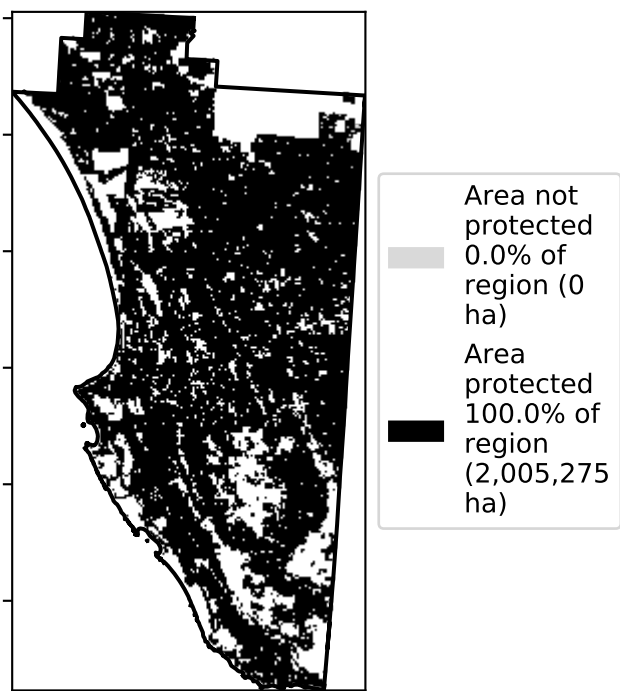 Area not
protected
0.0% of
region (0
ha)
Area
protected
100.0% of
region
(2,005,275
ha)